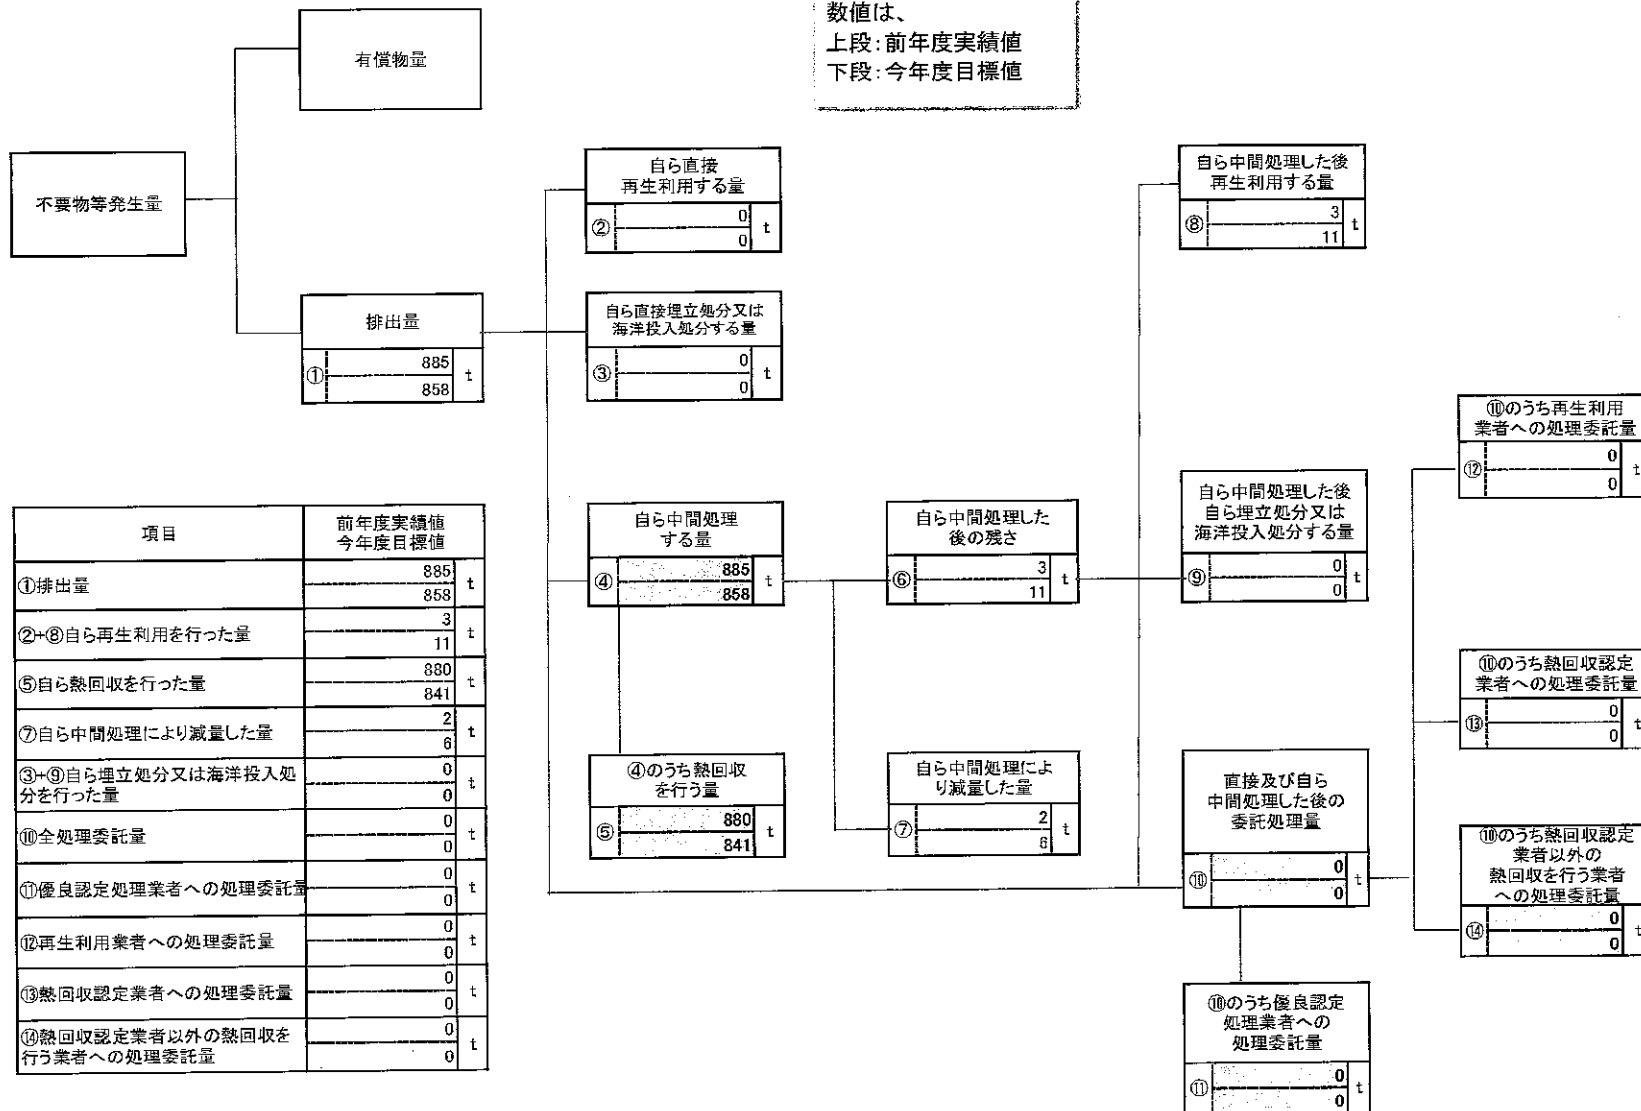 数値は、
上段:前年度実績値
下段:今年度目標値
有償物量
不要物等発生量
排出量
① 885 t
858
自ら直接
再生利用する量
② 0 t
0
自ら直接埋立処分又は
海洋投入処分する量
③ 0 t
0
自ら中間処理
する量
④ 885 t
858
④のうち熱回収
を行う量
⑤ 880 t
841
自ら中間処理した
後の残さ
⑥ 3 t
11
自ら中間処理によ
り減量した量
⑦ 2 t
6
自ら中間処理した後
再生利用する量
⑧ 3 t
11
自ら中間処理した後
自ら埋立処分又は
海洋投入処分する量
⑨ 0 t
0
直接及び自ら
中間処理した後の
委託処理量
⑩ 0 t
0
⑩のうち優良認定
処理業者への
処理委託量
⑪ 0 t
0
⑩のうち再生利用
業者への処理委託量
⑫ 0 t
0
⑩のうち熱回収認定
業者への処理委託量
⑬ 0 t
0
⑩のうち熱回収認定
業者以外の
熱回収を行う業者
への処理委託量
⑭ 0 t
0
項目 前年度実績値
今年度目標値
①排出量 885 t
858
②+⑧自ら再生利用を行った量 3 t
11
⑤自ら熱回収を行った量 880 t
841
⑦自ら中間処理により減量した量 2 t
6
③+⑨自ら埋立処分又は海洋投入処 0 t
分を行った量 0
⑩全処理委託量 0 t
0
⑪優良認定処理業者への処理委託量 0 t
0
⑫再生利用業者への処理委託量 0 t
0
⑬熱回収認定業者への処理委託量 0 t
0
⑭熱回収認定業者以外の熱回収を 0 t
行う業者への処理委託量 0